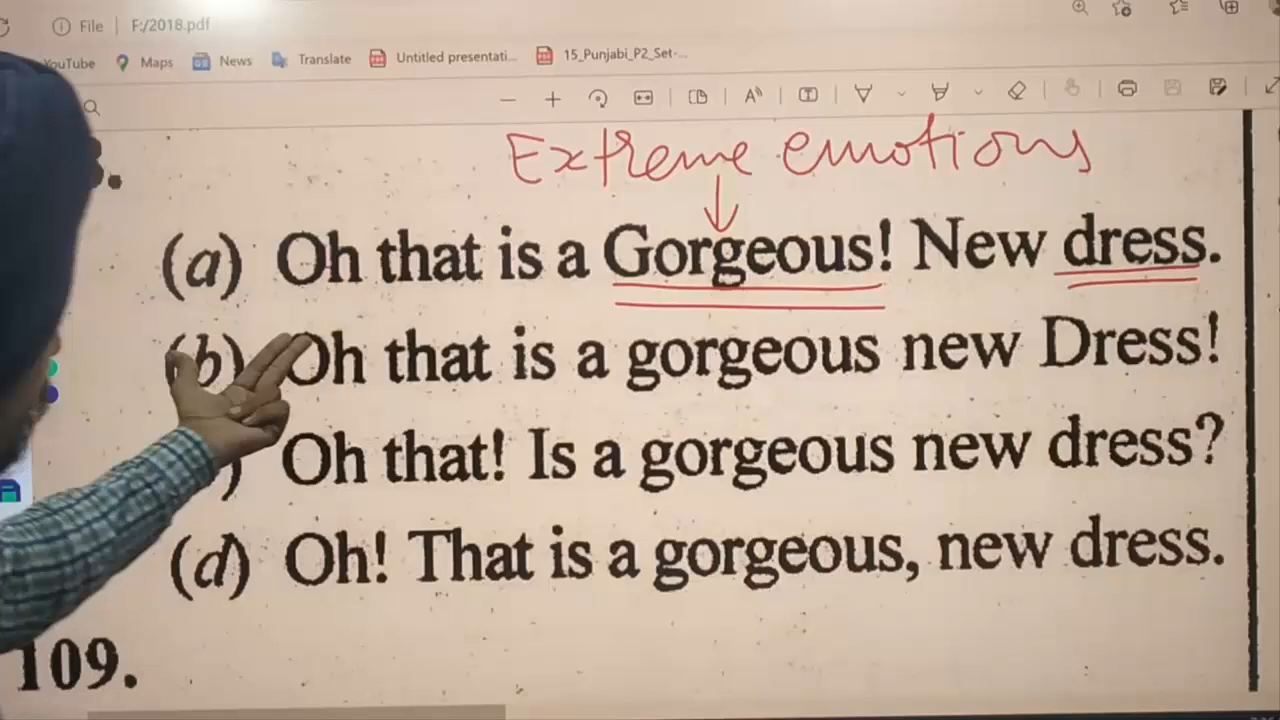 File | F:/2018.pdf
YouTube Maps News Translate Untitled presentati... 15_Punjabi_P2_Set-...
Extreme emotions
(a) Oh that is a Gorgeous! New dress.
(b) Oh that is a gorgeous new Dress!
) Oh that! Is a gorgeous new dress?
(d) Oh! That is a gorgeous, new dress.
109.